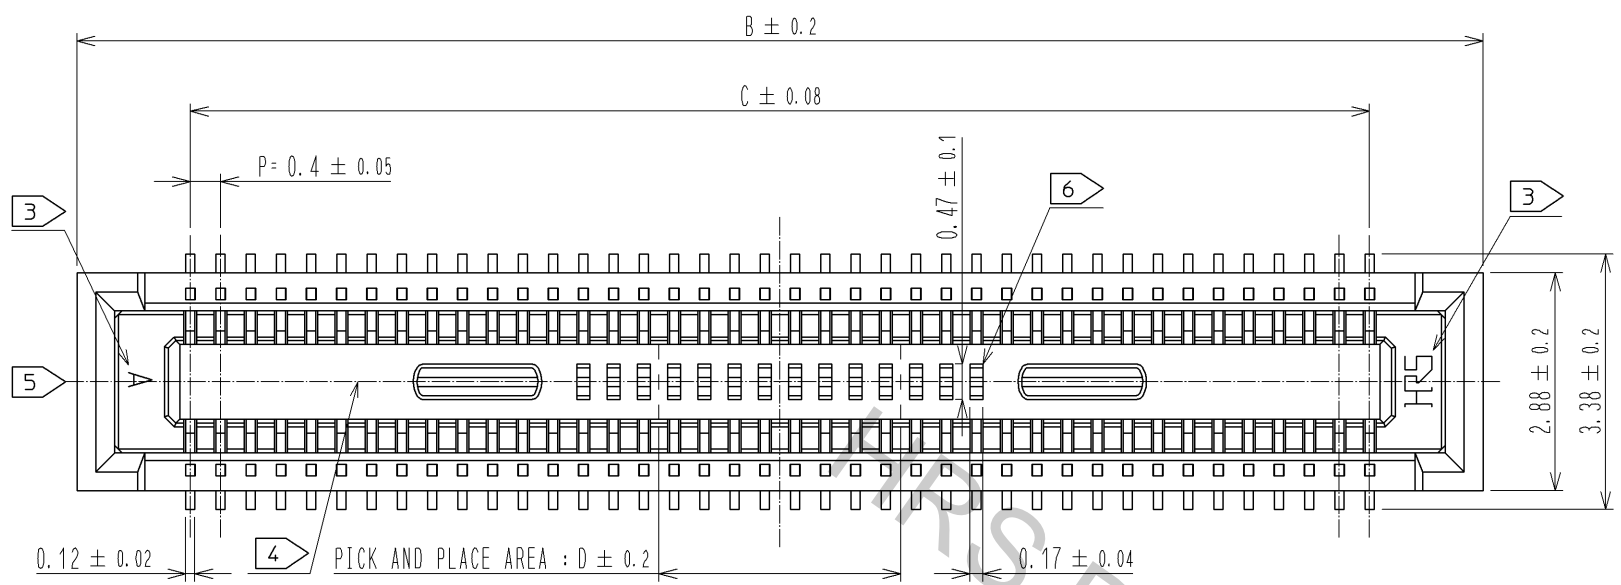 B ± 0.2
C ± 0.08
P= 0.4 ± 0.05
0.47 ± 0.1
6
3
3
A
HRS
5
2.88 ± 0.2
3.38 ± 0.2
0.12 ± 0.02
4
PICK AND PLACE AREA : D ± 0.2
0.17 ± 0.04
HRS